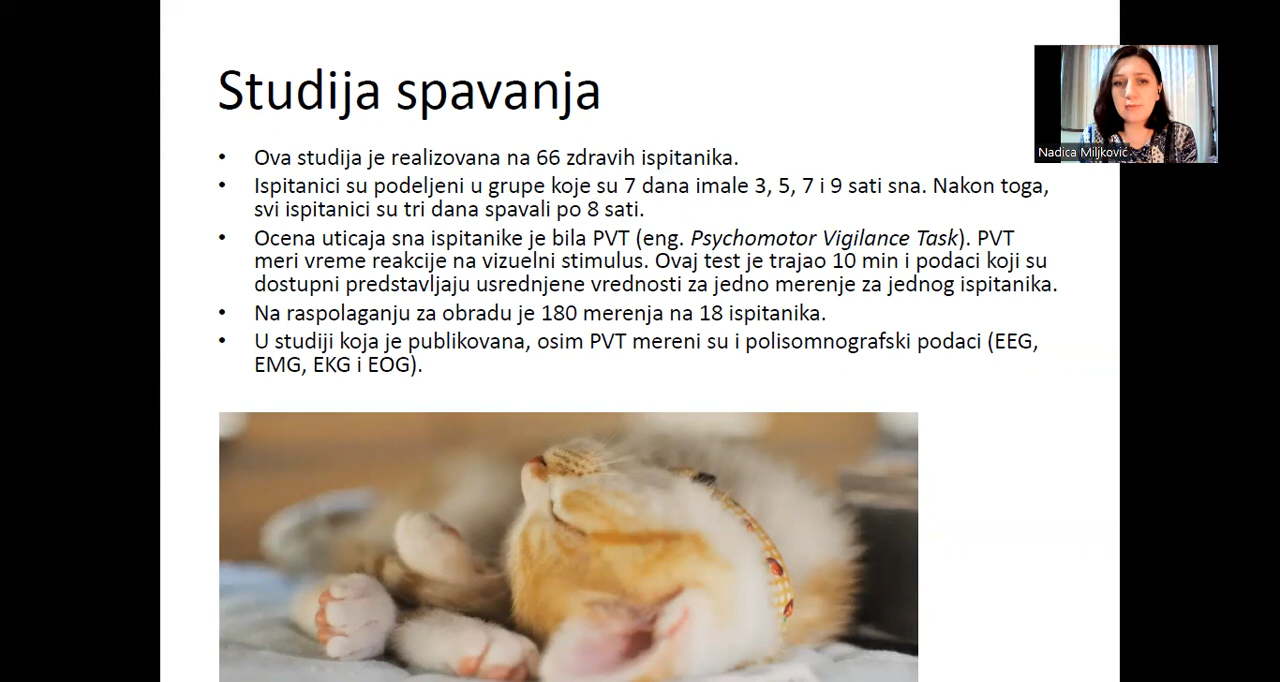 Studija spavanja
• Ova studija je realizovana na 66 zdravih ispitanika.
• Ispitanici su podeljeni u grupe koje su 7 dana imale 3, 5, 7 i 9 sati sna. Nakon toga,
svi ispitanici su tri dana spavali po 8 sati.
• Ocena uticaja sna ispitanike je bila PVT (eng. Psychomotor Vigilance Task). PVT
meri vreme reakcije na vizuelni stimulus. Ovaj test je trajao 10 min i podaci koji su
dostupni predstavljaju usrednjene vrednosti za jedno merenje za jednog ispitanika.
• Na raspolaganju za obradu je 180 merenja na 18 ispitanika.
• U studiji koja je publikovana, osim PVT mereni su i polisomnografski podaci (EEG,
EMG, EKG i EOG).
Nadica Miljković